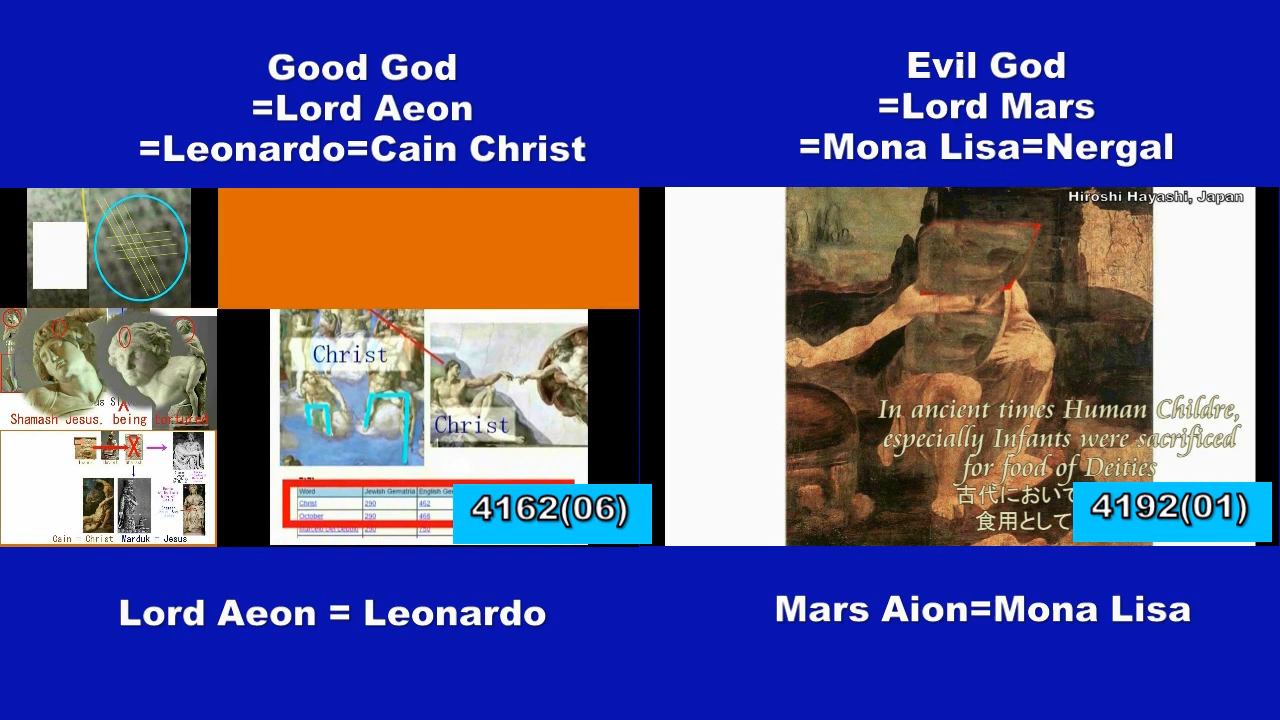 Good God
=Lord Aeon
=Leonardo=Cain Christ
Evil God
=Lord Mars
=Mona Lisa=Nergal
Hiroshi Hayashi, Japan
Christ
Christ
Shamash Jesus. being tortured
Cain - Christ Marduk - Jesus
Word Jewish Gematria English Ge
Christ 290 462
October 290 468
4162(06)
In ancient times Human Childre,
especially Infants were sacrificed
for food of Deities
古代において
食用として
4192(01)
Lord Aeon = Leonardo
Mars Aion=Mona Lisa